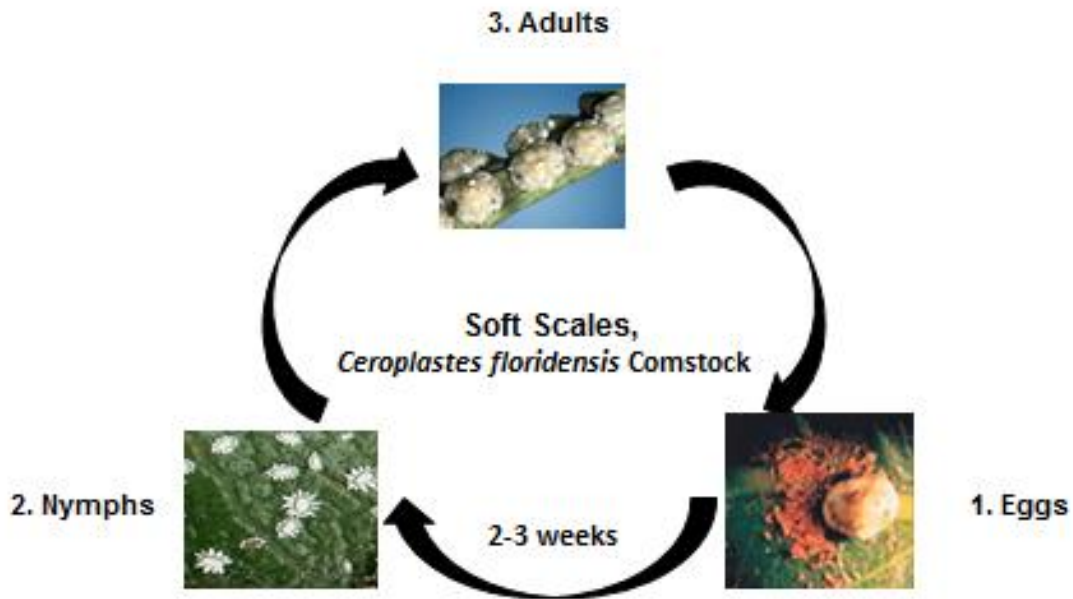 3. Adults
Soft Scales,
Ceroplastes floridensis Comstock
2. Nymphs
2-3 weeks
1. Eggs